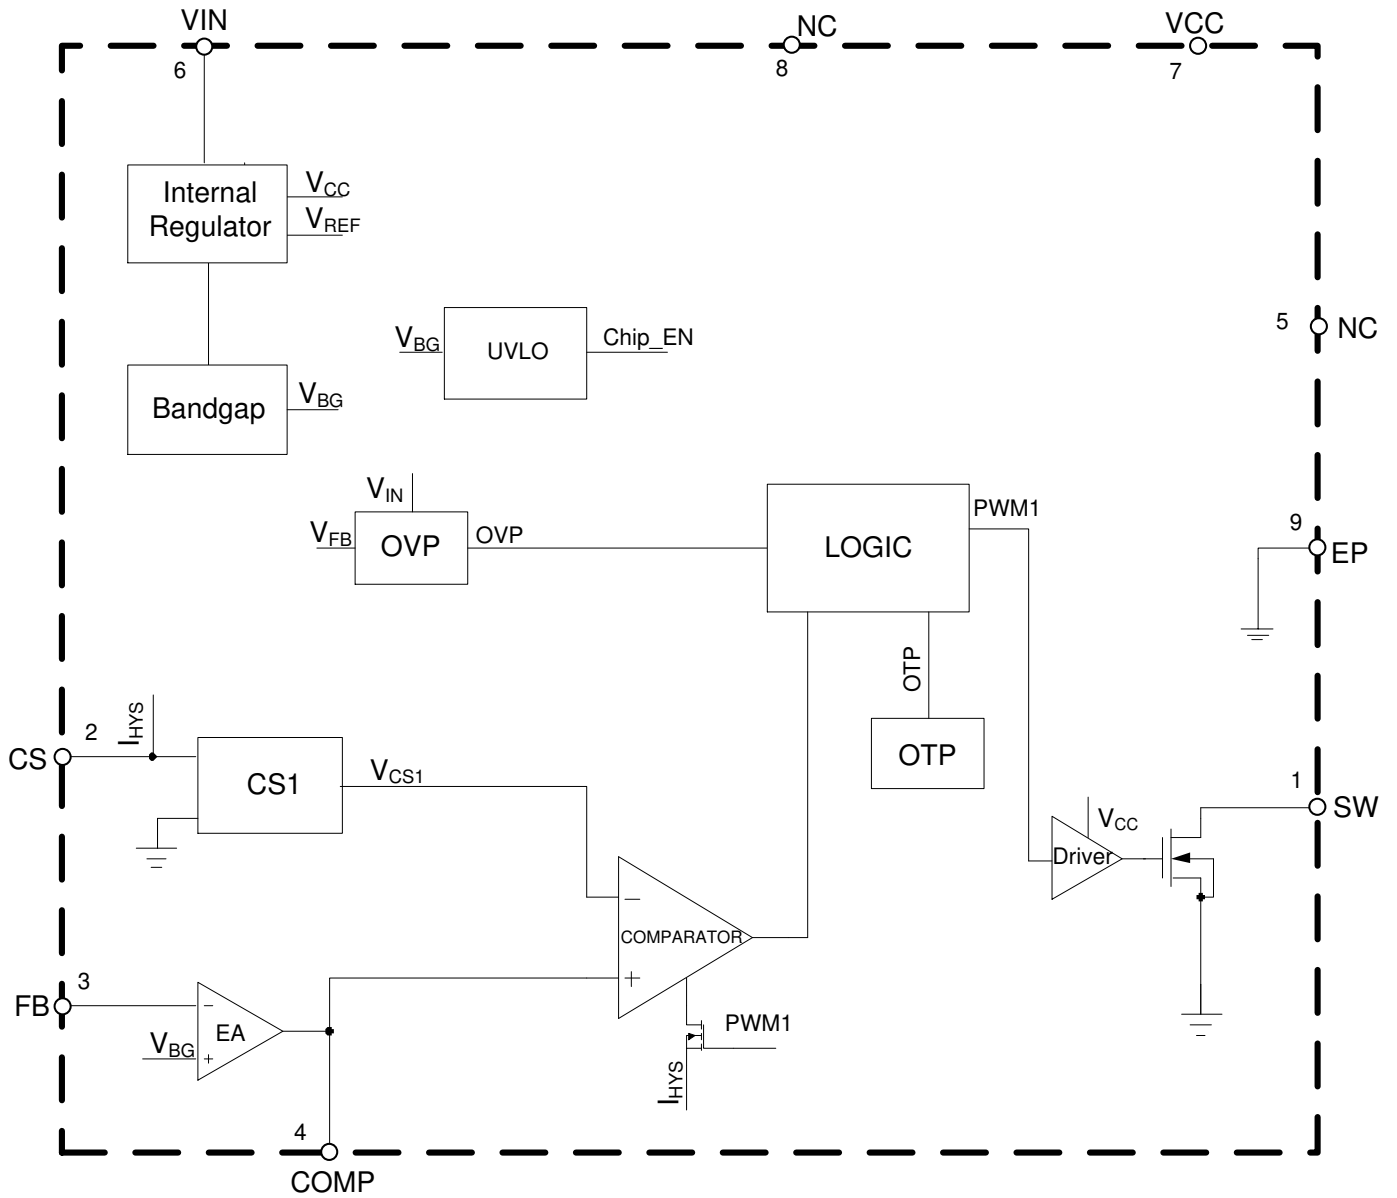 VIN
NC
VCC
6
8
7
Internal
Regulator
VCC
VREF
5
NC
VBG
UVLO
Chip_EN
Bandgap
VBG
VIN
VFB
OVP
OVP
LOGIC
PWM1
9
EP
OTP
OTP
2
CS
IHYS
CS1
VCS1
1
SW
VCC
Driver
−
COMPARATOR
+
3
FB
−
EA
VBG
+
PWM1
IHYS
4
COMP